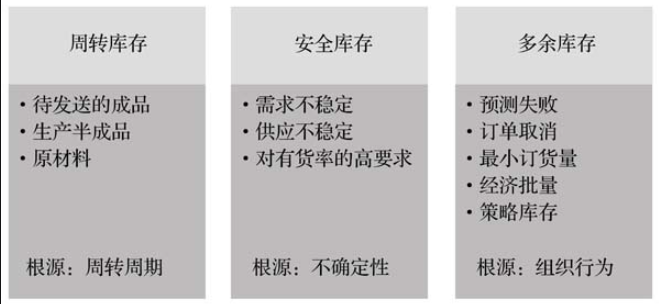 周转库存
·待发送的成品
·生产半成品
·原材料
根源：周转周期
安全库存
·需求不稳定
·供应不稳定
·对有货率的高要求
根源：不确定性
多余库存
·预测失败
·订单取消
·最小订货量
·经济批量
·策略库存
根源：组织行为